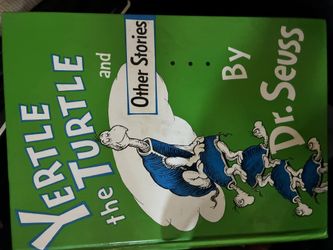 YERTLE
the TURTLE
and
Other Stories
. . . .
By
Dr. Seuss